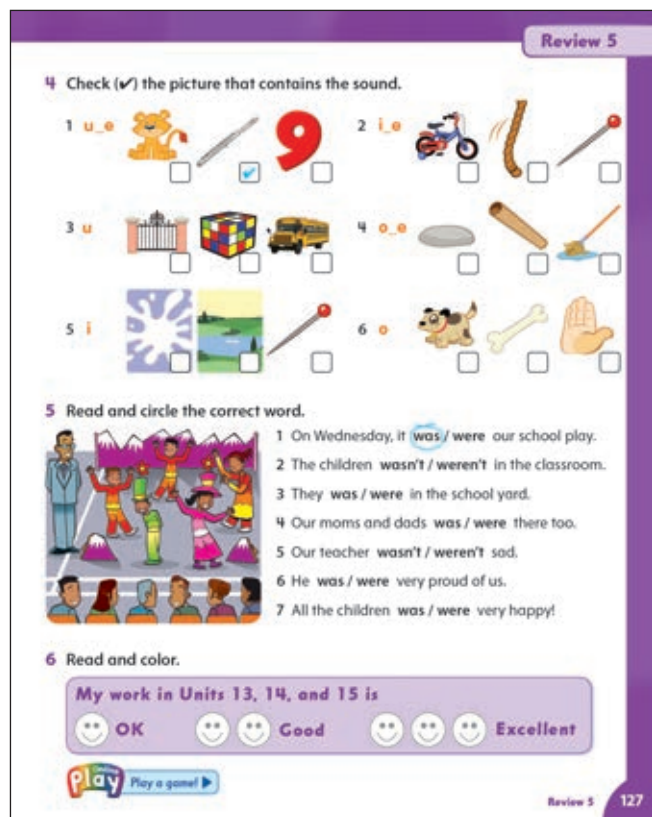 Review 5
4 Check (✔) the picture that contains the sound.
1 u_e
2 i_e
3 u
4 o_e
5 i
6 o
5 Read and circle the correct word.
1 On Wednesday, it was / were our school play.
2 The children wasn't / weren't in the classroom.
3 They was / were in the school yard.
4 Our moms and dads was / were there too.
5 Our teacher wasn't / weren't sad.
6 He was / were very proud of us.
7 All the children was / were very happy!
6 Read and color.
My work in Units 13, 14, and 15 is
OK Good Excellent
Play Play a game!
Review 5 127